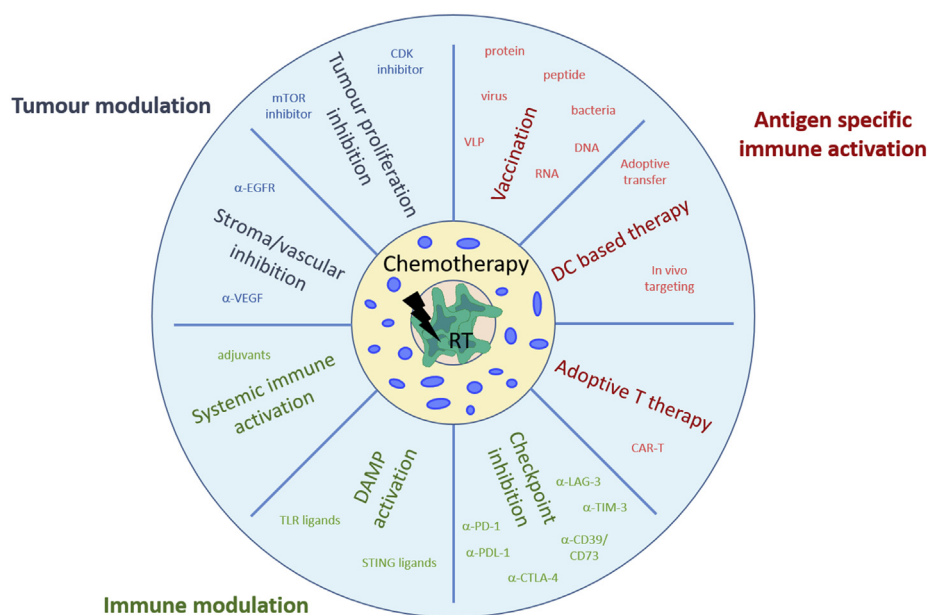 Tumour modulation
mTOR
inhibitor
CDK
inhibitor
Tumour proliferation
inhibition
α-EGFR
Stroma/vascular
inhibition
α-VEGF
protein
peptide
virus
bacteria
VLP
DNA
RNA
Vaccination
Antigen specific
immune activation
Adoptive
transfer
DC based therapy
In vivo
targeting
Adoptive T therapy
CAR-T
Chemotherapy
RT
adjuvants
Systemic immune
activation
DAMP
activation
TLR ligands
STING ligands
Checkpoint
inhibition
α-LAG-3
α-TIM-3
α-PD-1
α-CD39/
CD73
α-PDL-1
α-CTLA-4
Immune modulation